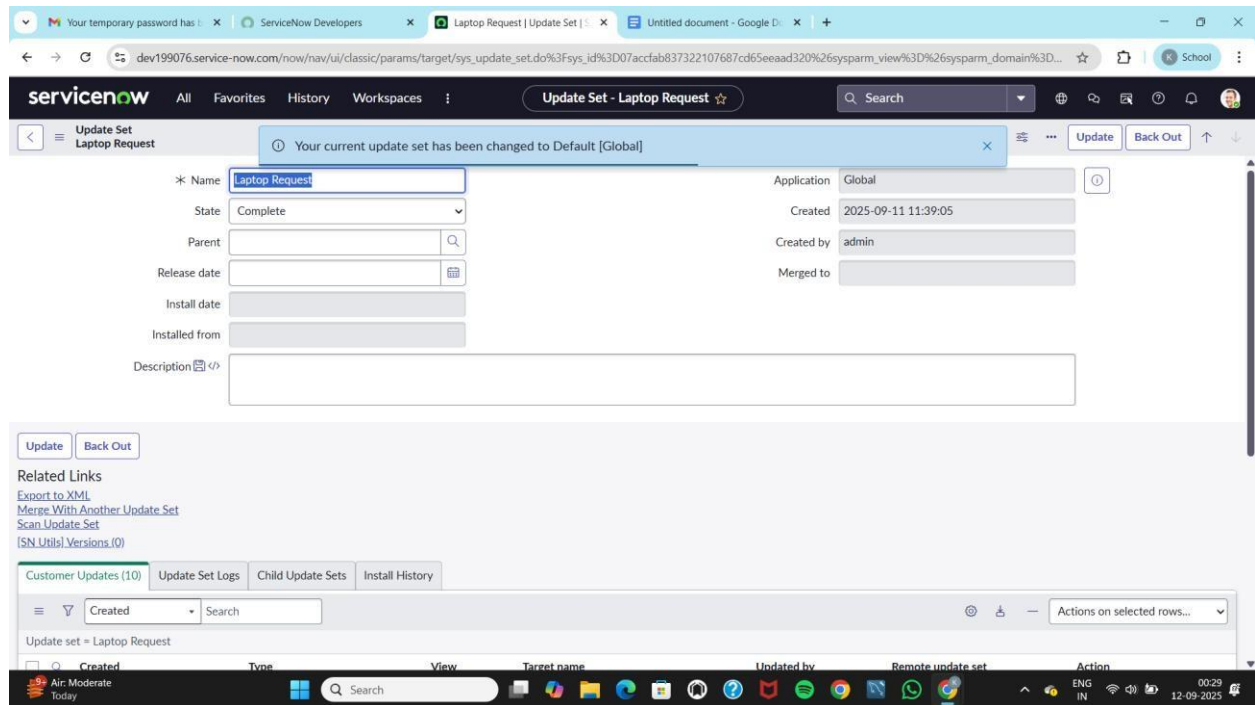 Your temporary password has b
ServiceNow Developers
Laptop Request | Update Set | S
Untitled document - Google D
dev199076.service-now.com/now/nav/ui/classic/params/target/sys_update_set.do%3Fsys_id%3D07accfab837322107687cd65eeaad320%26sysparm_view%3D%26sysparm_domain%3D...
K School
servicenow All Favorites History Workspaces
Update Set - Laptop Request
Search
Update Set
Laptop Request
Your current update set has been changed to Default [Global]
Update Back Out
Name Laptop Request
Application Global
State Complete
Created 2025-09-11 11:39:05
Parent
Created by admin
Release date
Merged to
Install date
Installed from
Description
Update Back Out
Related Links
Export to XML
Merge With Another Update Set
Scan Update Set
[SN Utils] Versions (0)
Customer Updates (10) Update Set Logs Child Update Sets Install History
Created Search
Actions on selected rows...
Update set = Laptop Request
Created Type View Target name Updated by Remote update set Action
9+ Air: Moderate
Today
Search
ENG
IN
00:29
12-09-2025